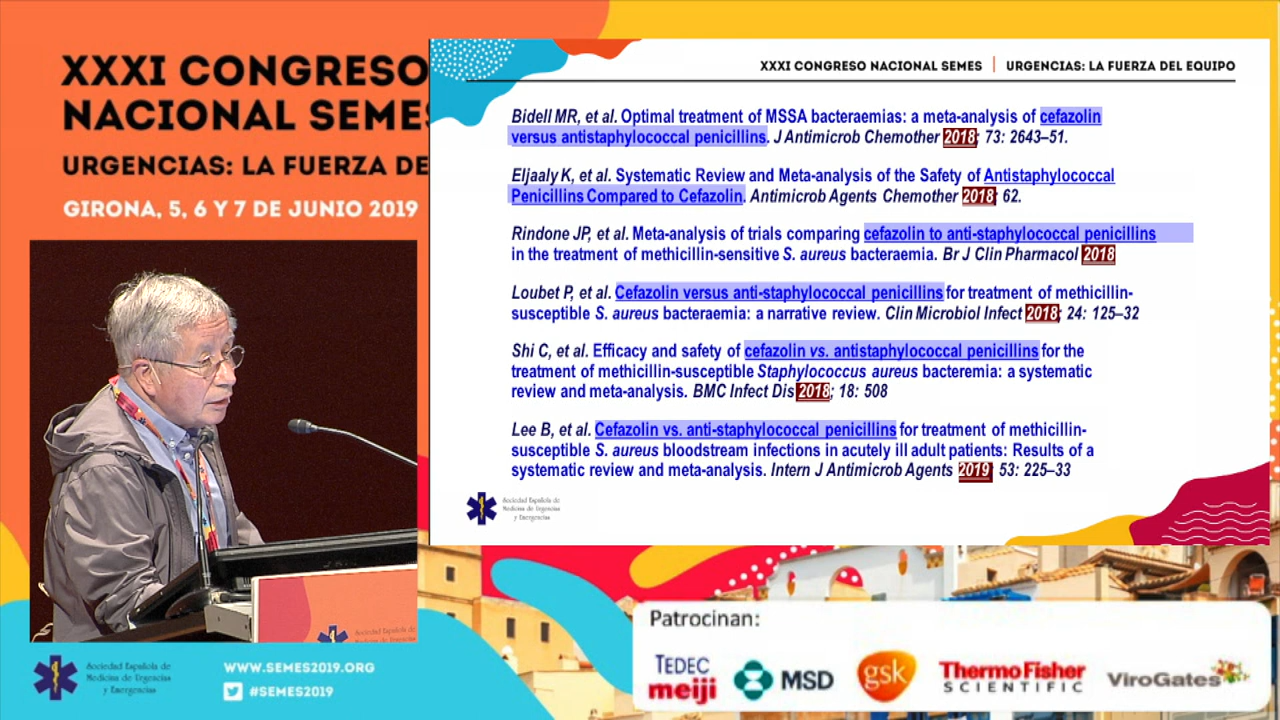 XXXI CONGRESO
NACIONAL SEMES
URGENCIAS: LA FUERZA DE
GIRONA, 5, 6 Y 7 DE JUNIO 2019
XXXI CONGRESO NACIONAL SEMES | URGENCIAS: LA FUERZA DEL EQUIPO
Bidell MR, et al. Optimal treatment of MSSA bacteraemias: a meta-analysis of cefazolin
versus antistaphylococcal penicillins. J Antimicrob Chemother 2018; 73: 2643–51.
Eljaaly K, et al. Systematic Review and Meta-analysis of the Safety of Antistaphylococcal
Penicillins Compared to Cefazolin. Antimicrob Agents Chemother 2018; 62.
Rindone JP, et al. Meta-analysis of trials comparing cefazolin to anti-staphylococcal penicillins
in the treatment of methicillin-sensitive S. aureus bacteraemia. Br J Clin Pharmacol 2018
Loubet P, et al. Cefazolin versus anti-staphylococcal penicillins for treatment of methicillin-
susceptible S. aureus bacteraemia: a narrative review. Clin Microbiol Infect 2018; 24: 125–32
Shi C, et al. Efficacy and safety of cefazolin vs. antistaphylococcal penicillins for the
treatment of methicillin-susceptible Staphylococcus aureus bacteremia: a systematic
review and meta-analysis. BMC Infect Dis 2018; 18: 508
Lee B, et al. Cefazolin vs. anti-staphylococcal penicillins for treatment of methicillin-
susceptible S. aureus bloodstream infections in acutely ill adult patients: Results of a
systematic review and meta-analysis. Intern J Antimicrob Agents 2019 53: 225–33
Sociedad Española de
Medicina de Urgencias
y Emergencias
Sociedad Española de
Medicina de Urgencias
y Emergencias
WWW.SEMES2019.ORG
#SEMES2019
Patrocinan:
TEDEC
meiji
MSD
gsk
ThermoFisher
SCIENTIFIC
ViroGates